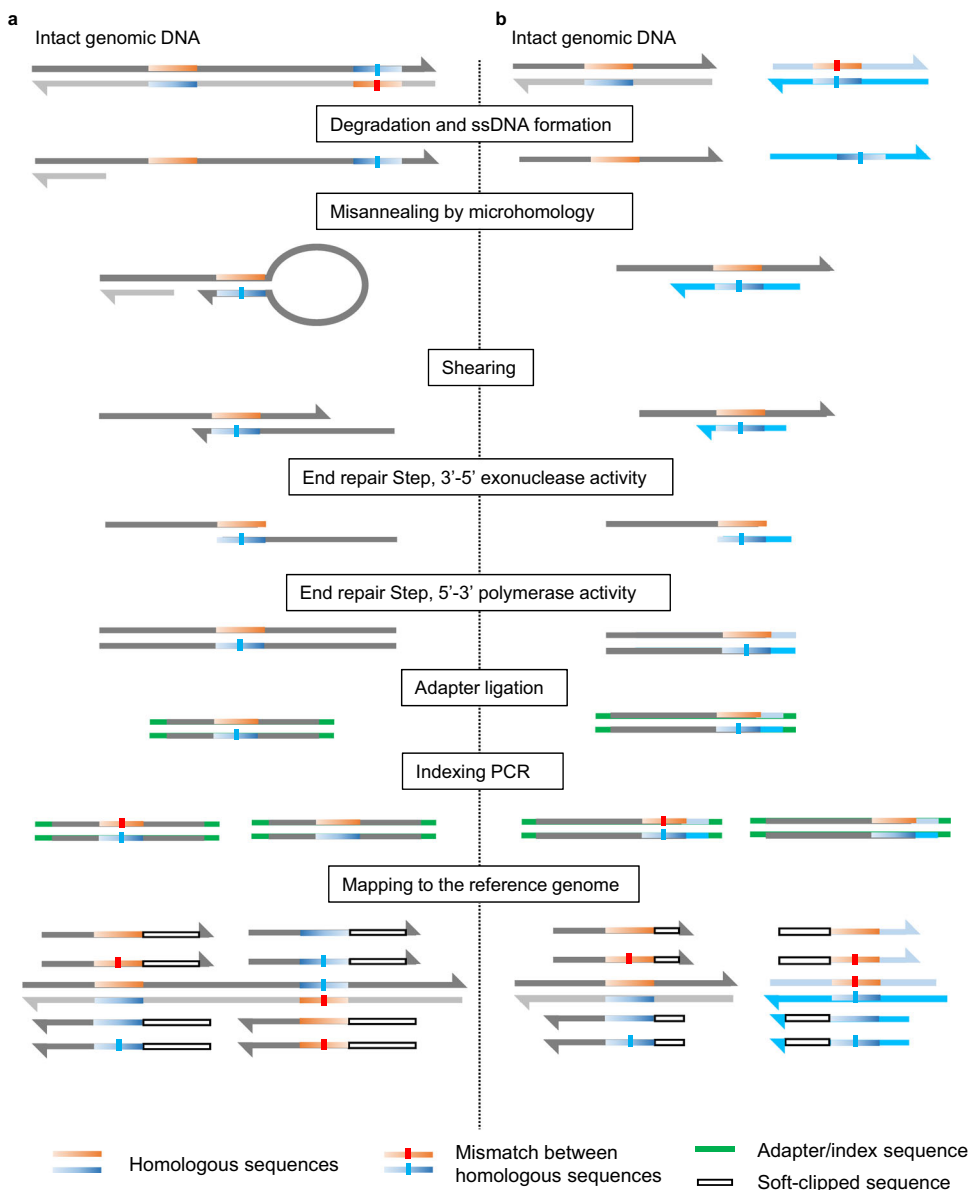 a
b
Intact genomic DNA
Intact genomic DNA
Degradation and ssDNA formation
Misannealing by microhomology
Shearing
End repair Step, 3’-5’ exonuclease activity
End repair Step, 5’-3’ polymerase activity
Adapter ligation
Indexing PCR
Mapping to the reference genome
Homologous sequences
Mismatch between
homologous sequences
Adapter/index sequence
Soft-clipped sequence